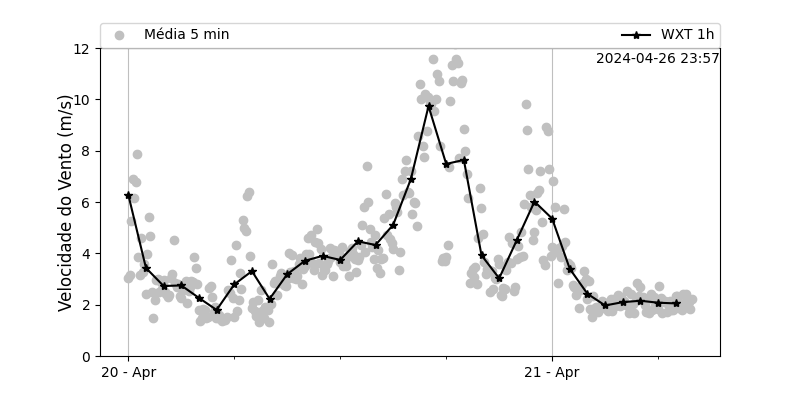 Média 5 min
WXT 1h
2024-04-26 23:57
Velocidade do Vento (m/s)
12
10
8
6
4
2
0
20 - Apr
21 - Apr